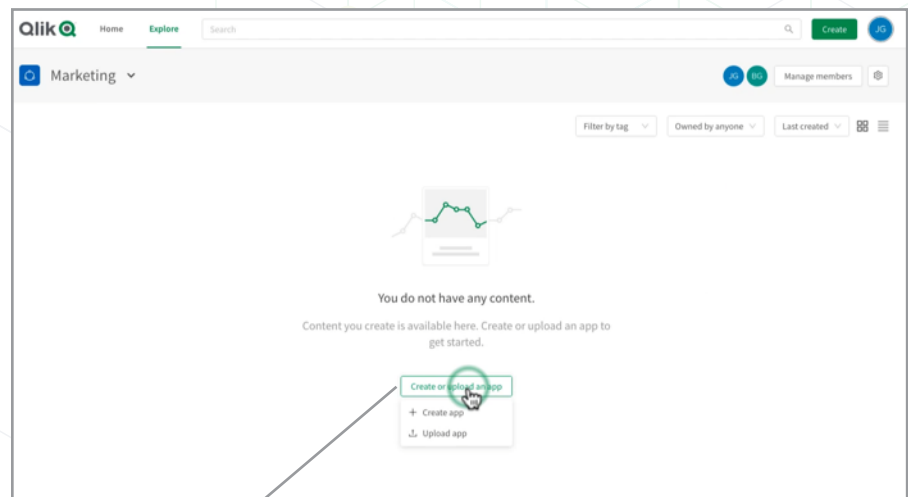 Qlik Home Explore Search Create JG
Marketing JG BG Manage members
Filter by tag Owned by anyone Last created
You do not have any content.
Content you create is available here. Create or upload an app to
get started.
Create or upload an app
+ Create app
Upload app